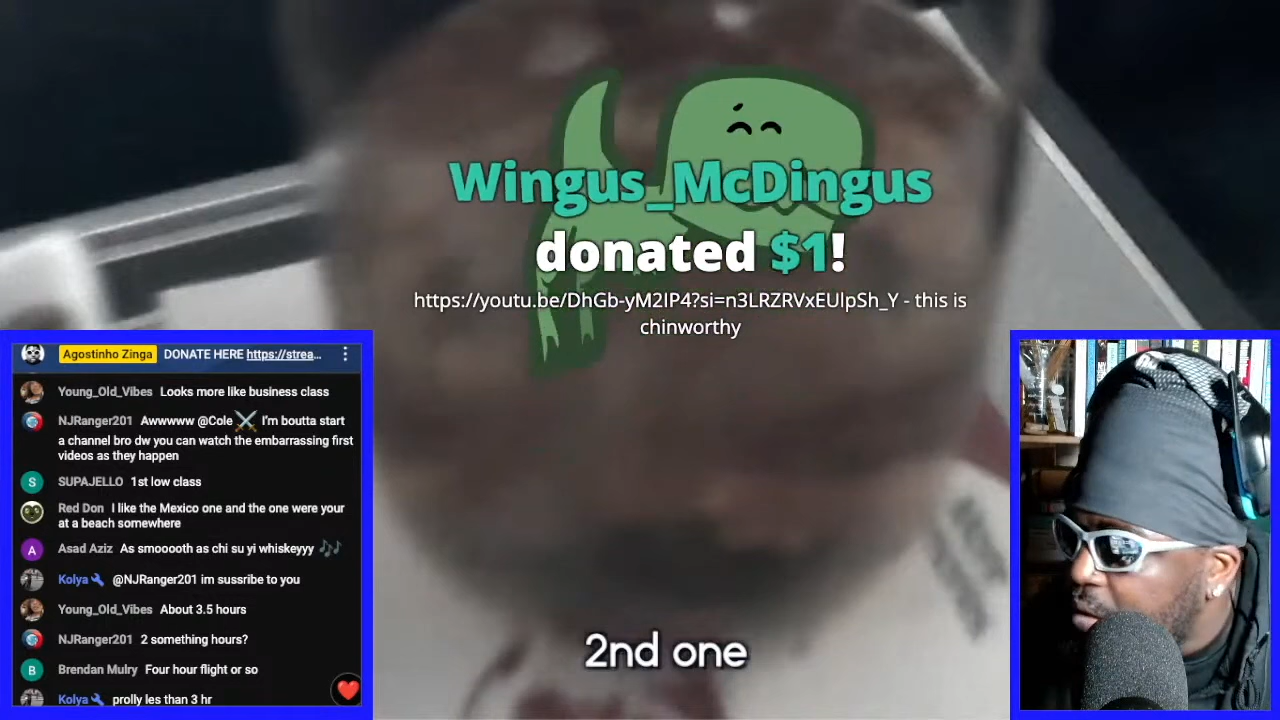 Wingus_McDingus
donated $1!
https://youtu.be/DhGb-yM2IP4?si=n3LRZRVxEUlpSh_Y - this is
chinworthy
Agostinho Zinga DONATE HERE https://strea...
Young_Old_Vibes Looks more like business class
NJRanger201 Awwwww @Cole ⚔️ I'm boutta start
a channel bro dw you can watch the embarrassing first
videos as they happen
S SUPAJELLO 1st low class
Red Don I like the Mexico one and the one were your
at a beach somewhere
A Asad Aziz As smooooth as chi su yi whiskeyyy 🎶
Kolya @NJRanger201 im sussribe to you
Young_Old_Vibes About 3.5 hours
NJRanger201 2 something hours?
B Brendan Mulry Four hour flight or so
Kolya prolly les than 3 hr
2nd one